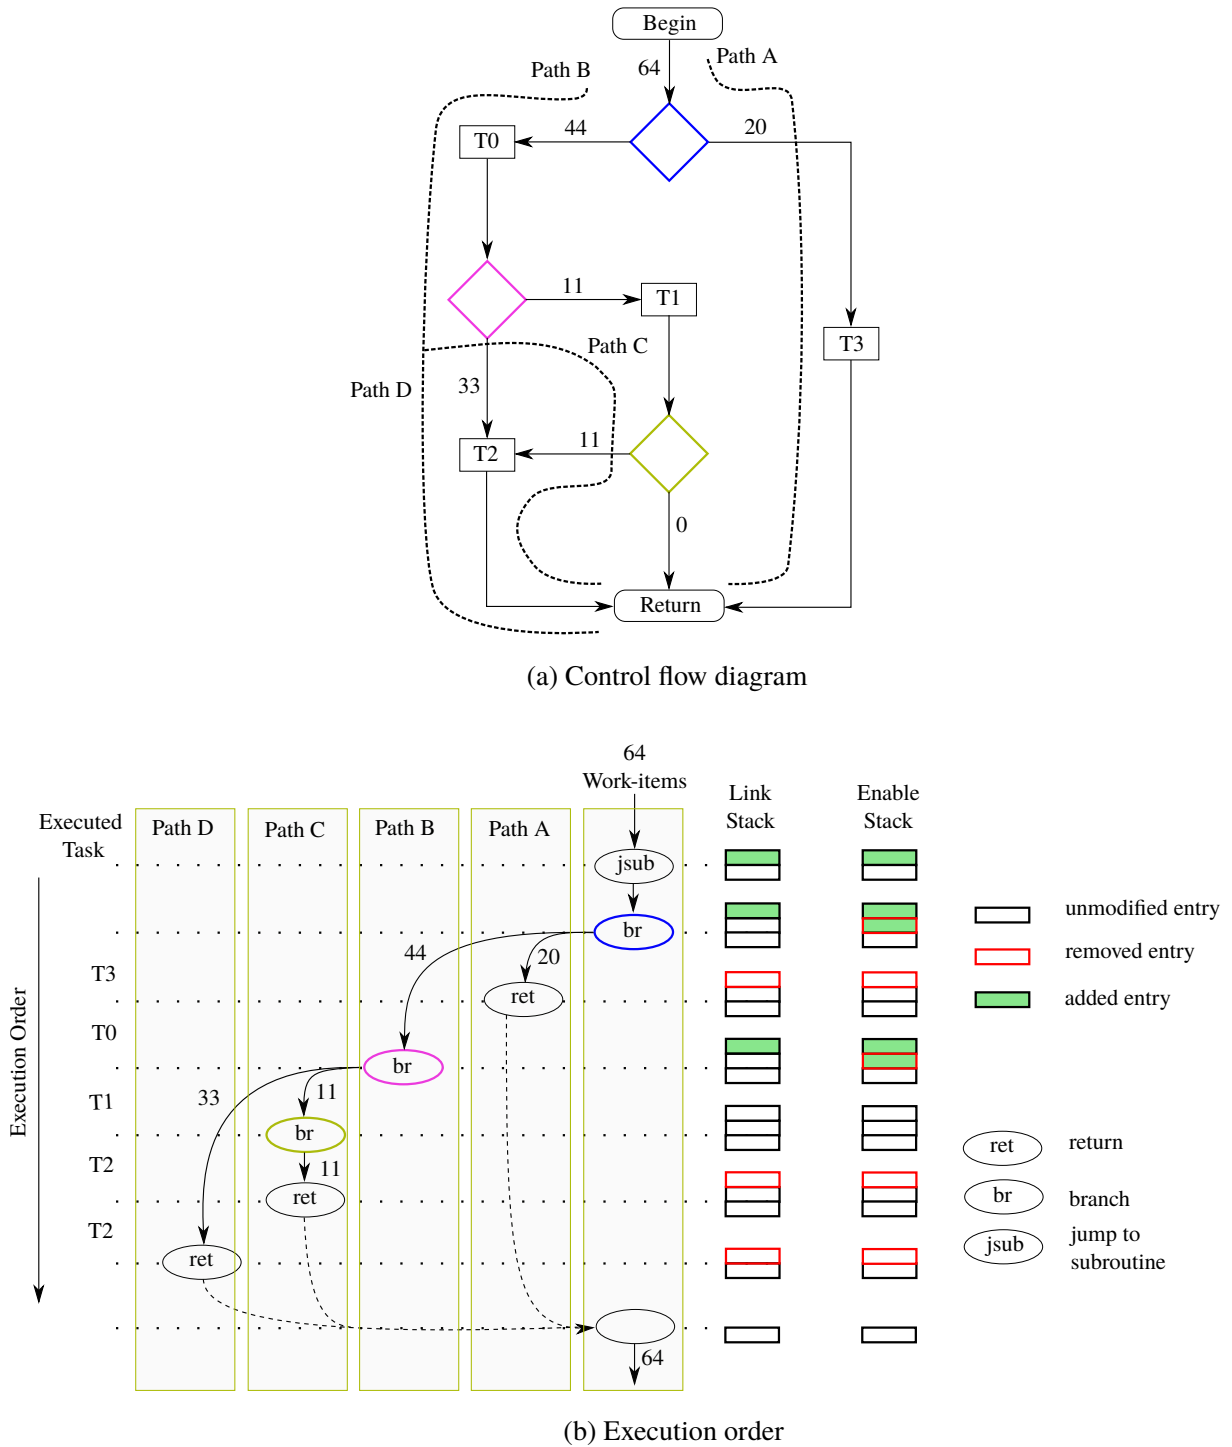 Begin
Path A
Path B
64
44
20
T0
11
T1
Path C
T3
Path D
33
T2
11
0
Return
(a) Control flow diagram
64
Work-items
Link
Stack
Enable
Stack
Executed
Task
Path D
Path C
Path B
Path A
jsub
unmodified entry
br
44
20
removed entry
T3
ret
added entry
T0
br
Execution Order
33
11
T1
br
ret
return
T2
11
ret
br
branch
T2
ret
jsub
jump to
subroutine
64
(b) Execution order